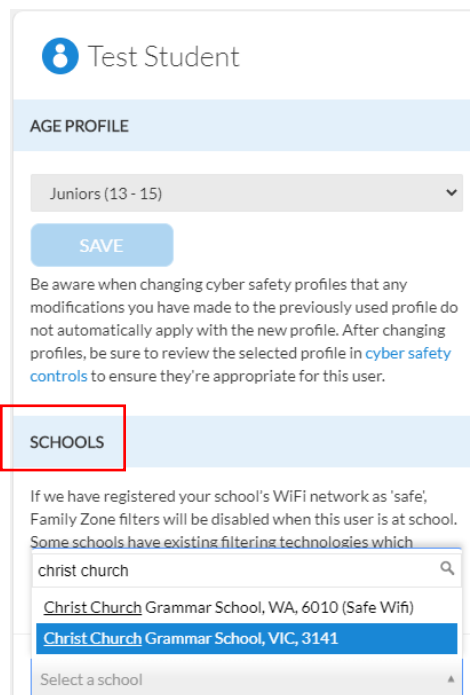 Test Student
AGE PROFILE
Juniors (13 - 15)
SAVE
Be aware when changing cyber safety profiles that any
modifications you have made to the previously used profile do
not automatically apply with the new profile. After changing
profiles, be sure to review the selected profile in cyber safety
controls to ensure they're appropriate for this user.
SCHOOLS
If we have registered your school's WiFi network as 'safe',
Family Zone filters will be disabled when this user is at school.
Some schools have existing filtering technologies which
christ church
Christ Church Grammar School, WA, 6010 (Safe Wifi)
Christ Church Grammar School, VIC, 3141
Select a school